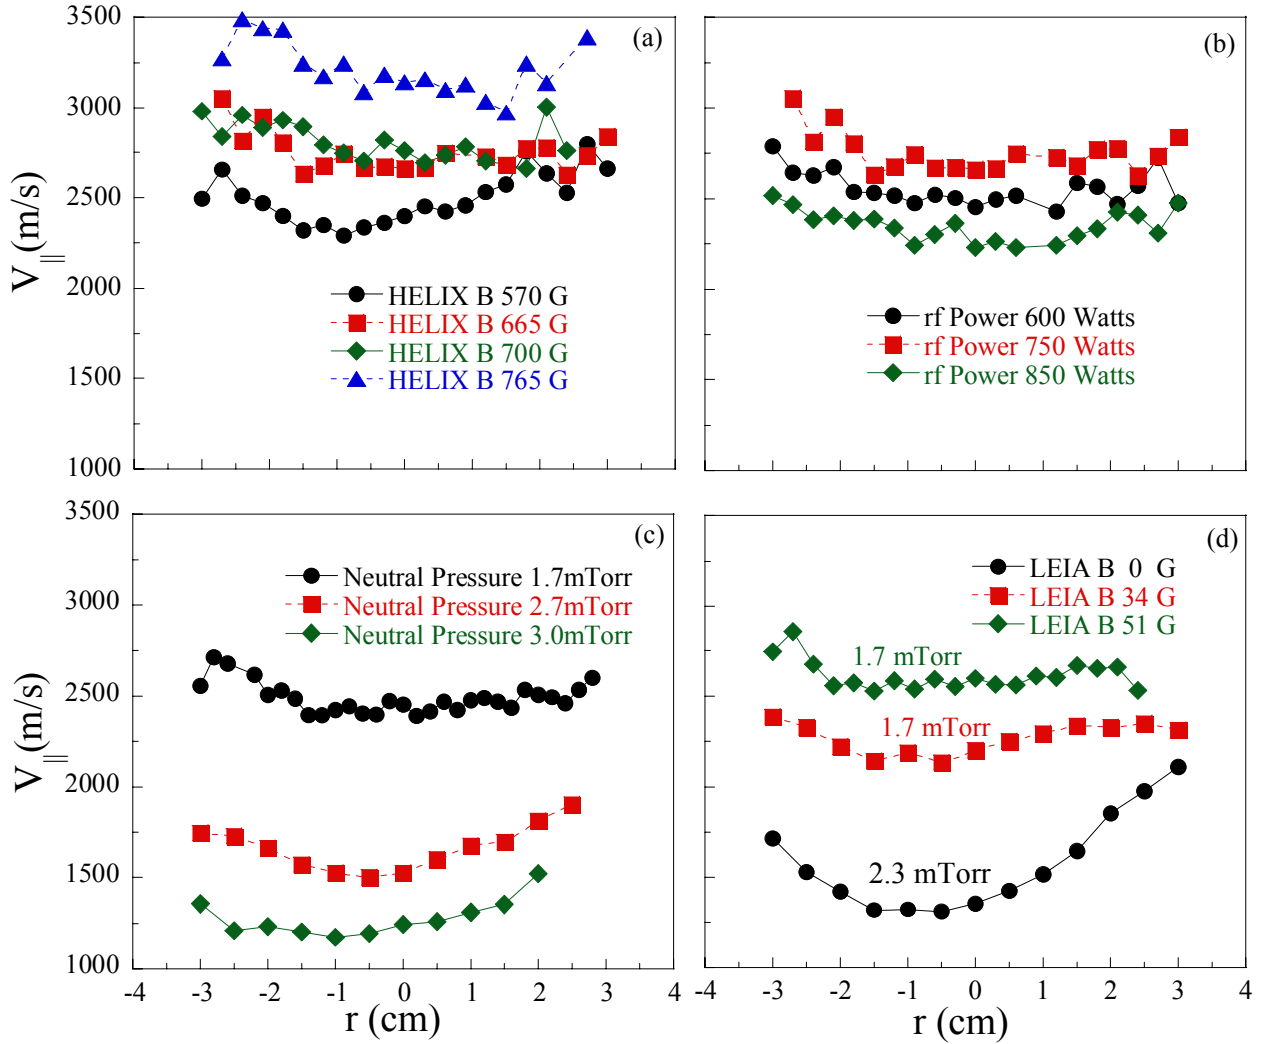 (a)
3500
3000
2500
2000
1500
1000
V∥(m/s)
HELIX B 570 G
HELIX B 665 G
HELIX B 700 G
HELIX B 765 G
(b)
rf Power 600 Watts
rf Power 750 Watts
rf Power 850 Watts
(c)
3500
3000
2500
2000
1500
1000
V∥(m/s)
Neutral Pressure 1.7mTorr
Neutral Pressure 2.7mTorr
Neutral Pressure 3.0mTorr
-4 -3 -2 -1 0 1 2 3 4
r (cm)
(d)
LEIA B 0 G
LEIA B 34 G
LEIA B 51 G
1.7 mTorr
1.7 mTorr
2.3 mTorr
-4 -3 -2 -1 0 1 2 3 4
r (cm)